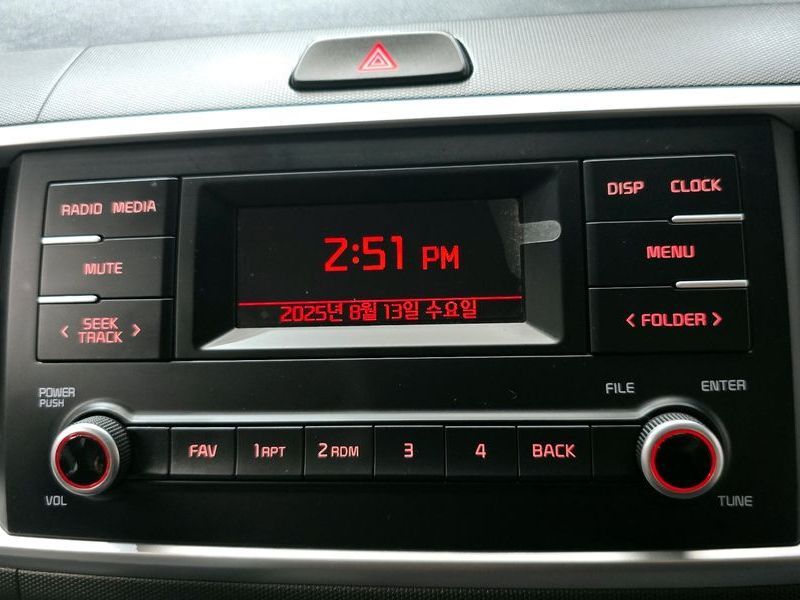 RADIO MEDIA
MUTE
< SEEK TRACK >
2:51 PM
2025년 8월 13일 수요일
DISP CLOCK
MENU
< FOLDER >
POWER
PUSH
VOL
FAV
1 RPT
2 RDM
3
4
BACK
FILE
ENTER
TUNE